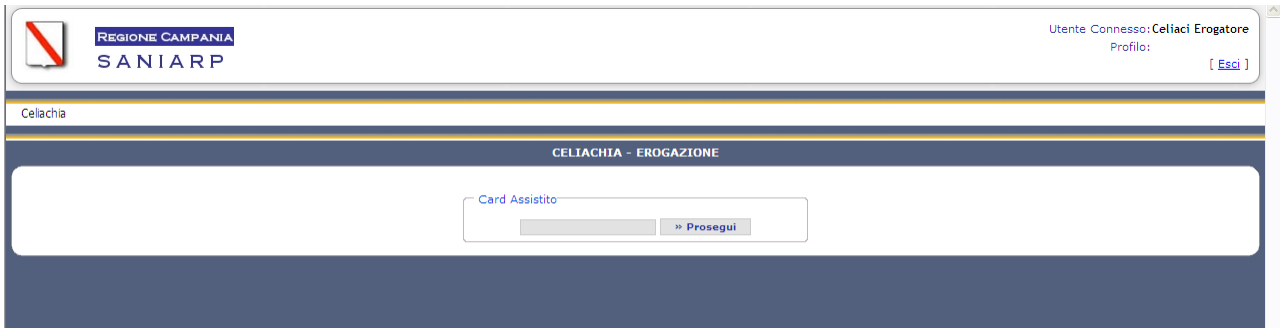 REGIONE CAMPANIA
SANIARP
Utente Connesso: Celiaci Erogatore
Profilo:
[ Esci ]
Celiachia
CELIACHIA - EROGAZIONE
Card Assistito
» Prosegui